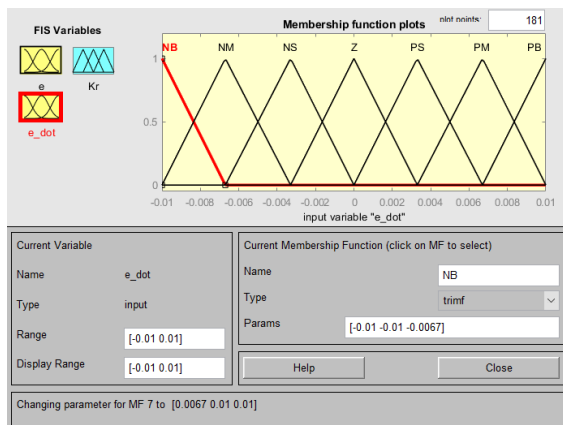 FIS Variables
Membership function plots
plot points:
181
e
Kr
e_dot
NB
NM
NS
Z
PS
PM
PB
1
0.5
0
-0.01
-0.008
-0.006
-0.004
-0.002
0
0.002
0.004
0.006
0.008
0.01
input variable "e_dot"
Current Variable
Name
e_dot
Type
input
Range
[-0.01 0.01]
Display Range
[-0.01 0.01]
Current Membership Function (click on MF to select)
Name
NB
Type
trimf
Params
[-0.01 -0.01 -0.0067]
Help
Close
Changing parameter for MF 7 to [0.0067 0.01 0.01]